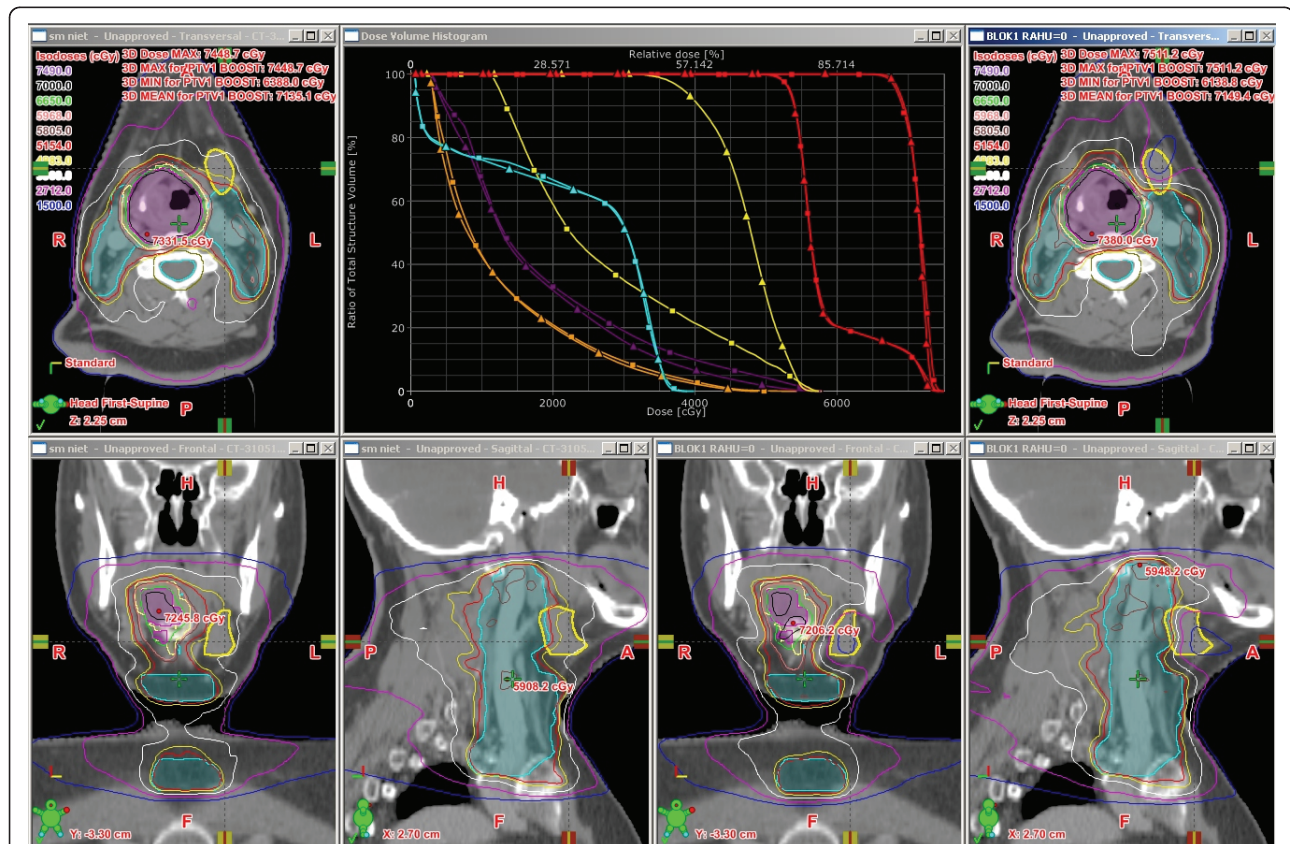 sm niet - Unapproved - Transversal - CT-3...
Isodoses (cGy)
7490.0
7000.0
6650.0
5968.0
5805.0
5154.0
2712.0
1500.0
3D Dose MAX: 7448.7 cGy
3D MAX for PTV1 BOOST: 7448.7 cGy
3D MIN for PTV1 BOOST: 6388.0 cGy
3D MEAN for PTV1 BOOST: 7135.1 cGy
R
L
7331.5 cGy
Standard
Head First-Supine
Z: 2.25 cm
P
Dose Volume Histogram
Relative dose [%]
0
28.571
57.142
85.714
100
80
60
40
20
0
Ratio of Total Structure Volume [%]
0
2000
4000
6000
Dose [cGy]
BLOK1 RAHU=0 - Unapproved - Transvers...
Isodoses (cGy)
7490.0
7000.0
6650.0
5968.0
5805.0
5154.0
2712.0
1500.0
3D Dose MAX: 7511.2 cGy
3D MAX for PTV1 BOOST: 7511.2 cGy
3D MIN for PTV1 BOOST: 6138.8 cGy
3D MEAN for PTV1 BOOST: 7149.4 cGy
R
L
7380.0 cGy
Standard
Head First-Supine
Z: 2.25 cm
P
sm niet - Unapproved - Frontal - CT-31051...
H
7245.8 cGy
R
L
F
Y: -3.30 cm
sm niet - Unapproved - Sagittal - CT-3105...
H
P
A
5908.2 cGy
F
X: 2.70 cm
BLOK1 RAHU=0 - Unapproved - Frontal - C...
H
7206.2 cGy
R
L
F
Y: -3.30 cm
BLOK1 RAHU=0 - Unapproved - Sagittal - C...
H
5948.2 cGy
P
A
F
X: 2.70 cm